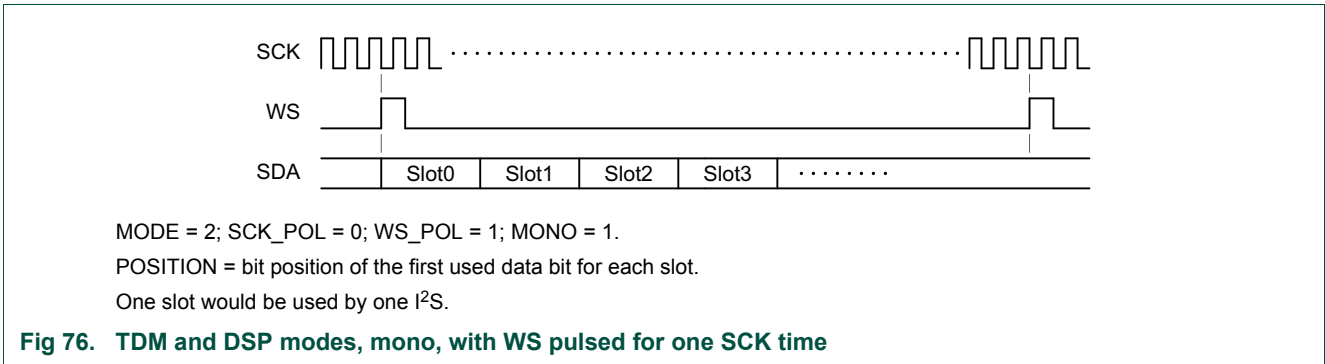 SCK
WS
SDA Slot0 Slot1 Slot2 Slot3
MODE = 2; SCK_POL = 0; WS_POL = 1; MONO = 1.
POSITION = bit position of the first used data bit for each slot.
One slot would be used by one I²S.
Fig 76. TDM and DSP modes, mono, with WS pulsed for one SCK time